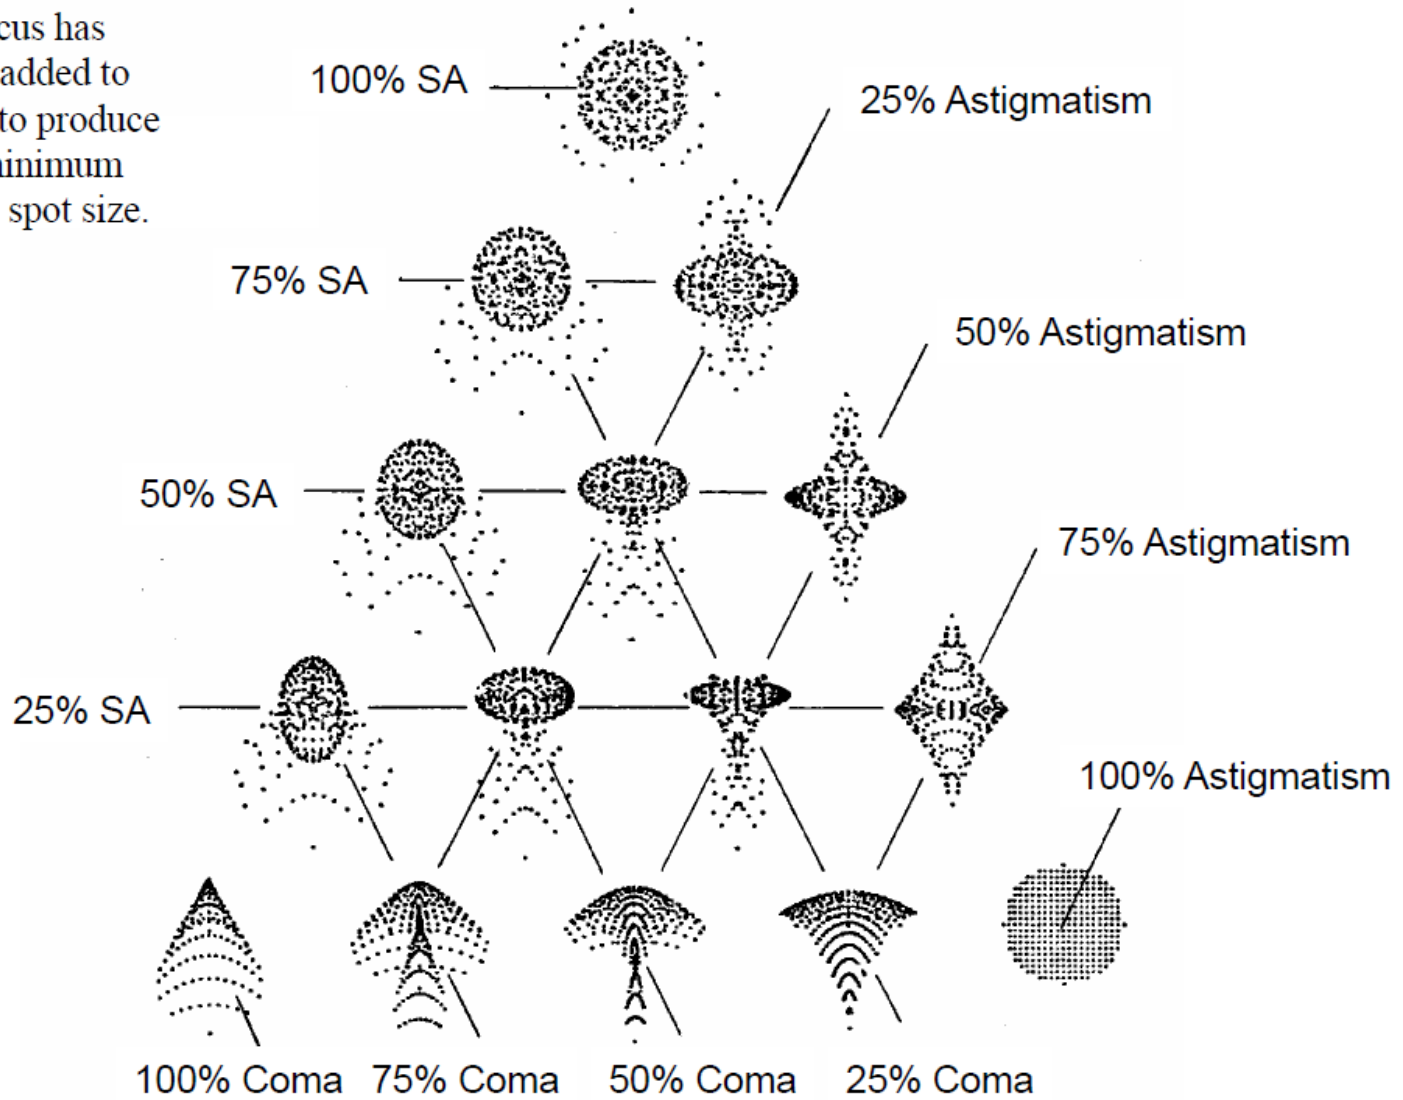 cus has
added to
to produce
inimum
spot size.
100% SA
25% Astigmatism
75% SA
50% Astigmatism
50% SA
75% Astigmatism
25% SA
100% Astigmatism
100% Coma
75% Coma
50% Coma
25% Coma